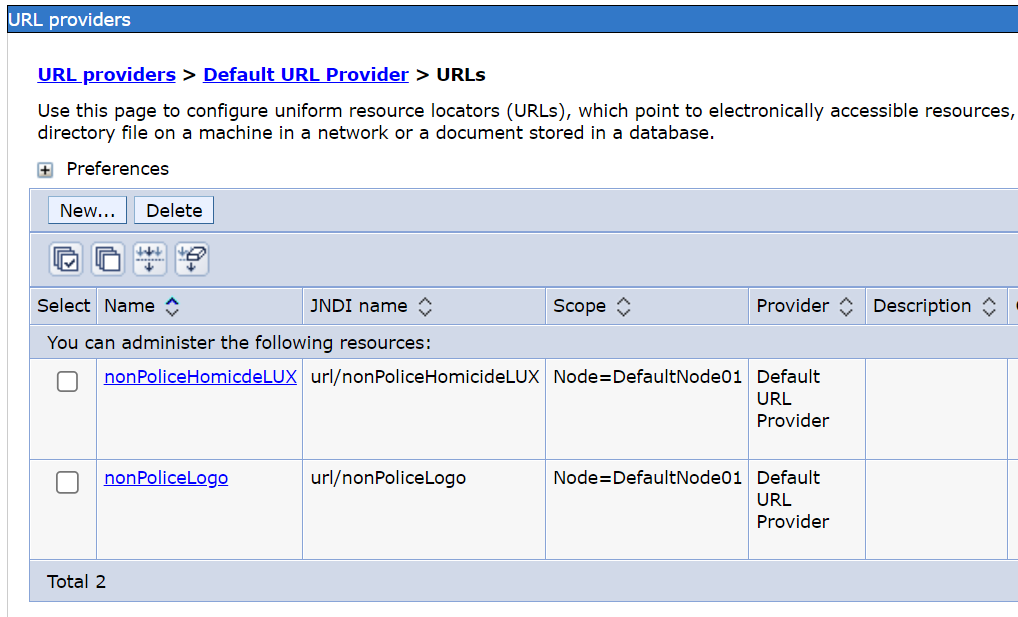 URL providers
URL providers > Default URL Provider > URLs
Use this page to configure uniform resource locators (URLs), which point to electronically accessible resources,
directory file on a machine in a network or a document stored in a database.
Preferences
New... Delete
Select Name JNDI name Scope Provider Description
You can administer the following resources:
nonPoliceHomicdeLUX url/nonPoliceHomicideLUX Node=DefaultNode01 Default
URL
Provider
nonPoliceLogo url/nonPoliceLogo Node=DefaultNode01 Default
URL
Provider
Total 2